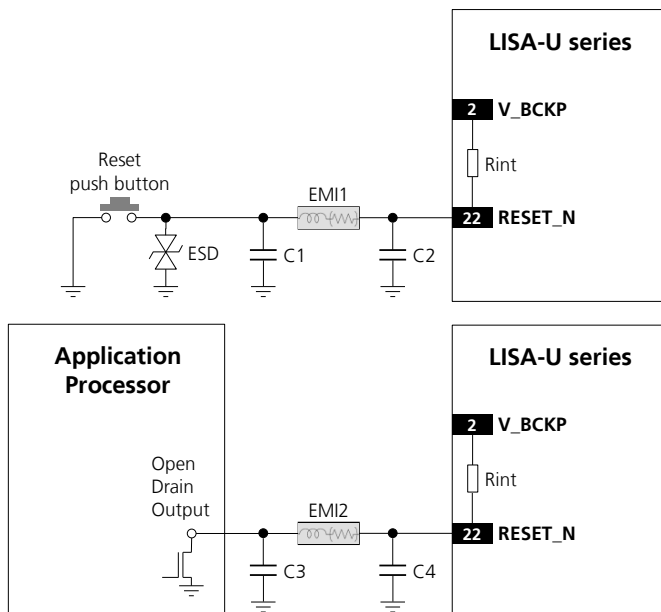 LISA-U series
2 V_BCKP
Reset
push button
Rint
EMI1
22 RESET_N
ESD
C1
C2
Application
Processor
LISA-U series
2 V_BCKP
Open
Drain
Output
Rint
EMI2
22 RESET_N
C3
C4